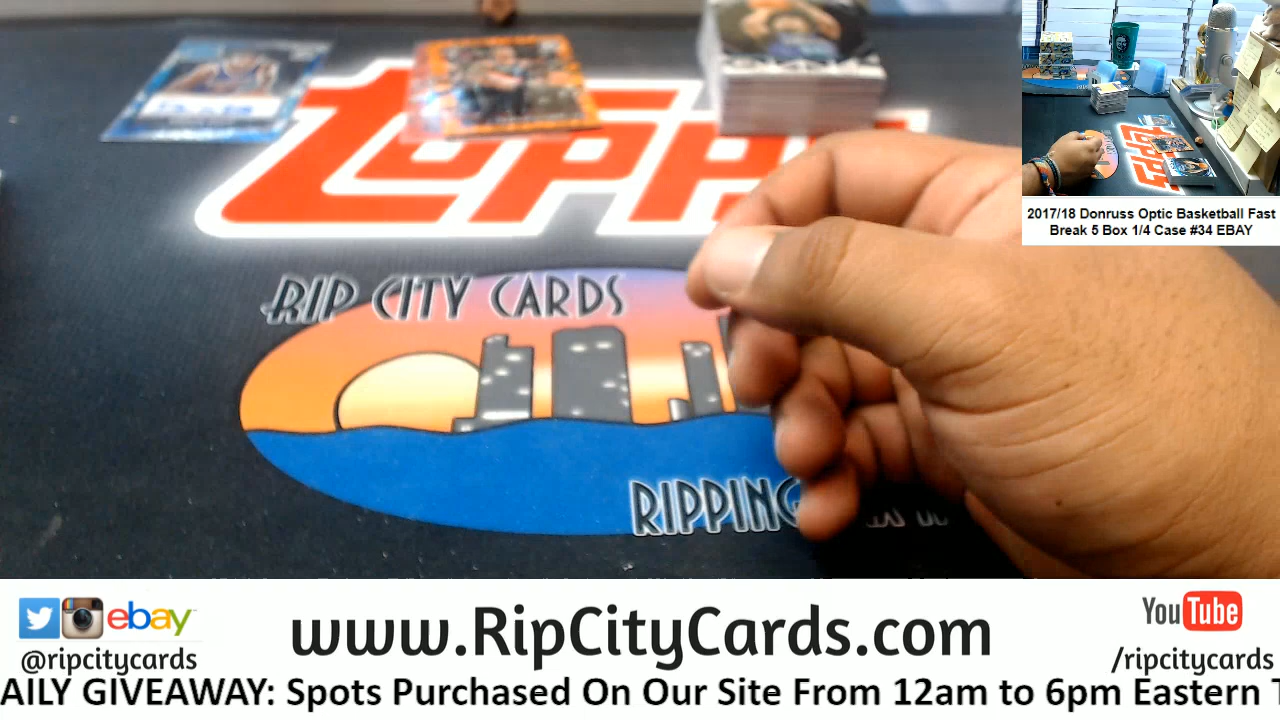 TOPPS
RIP CITY CARDS
RIPPING
2017/18 Donruss Optic Basketball Fast
Break 5 Box 1/4 Case #34 EBAY
ebay
@ripcitycards
www.RipCityCards.com
YouTube
/ripcitycards
AILY GIVEAWAY: Spots Purchased On Our Site From 12am to 6pm Eastern T